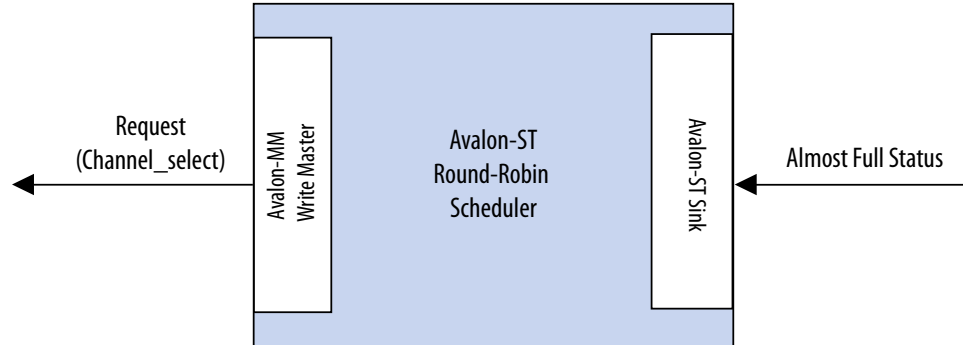 Request
(Channel_select)
Avalon-MM
Write Master
Avalon-ST
Round-Robin
Scheduler
Avalon-ST Sink
Almost Full Status